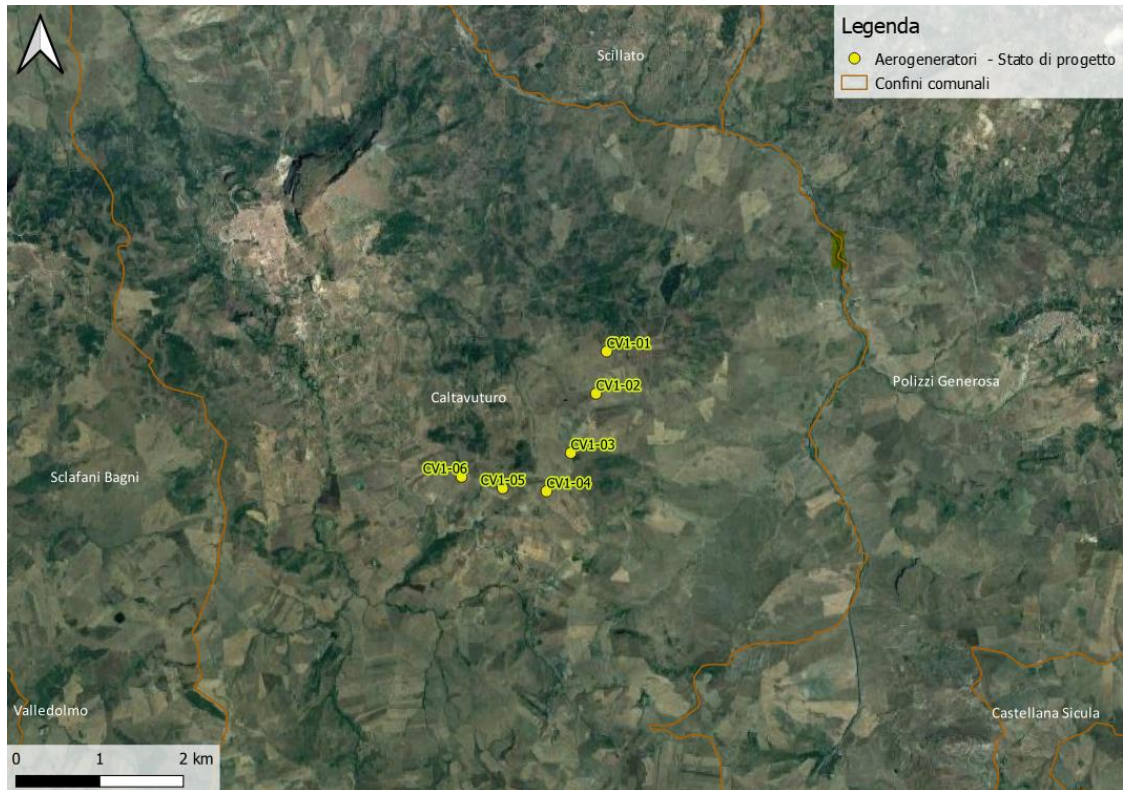 Legenda
Aerogeneratori - Stato di progetto
Confini comunali
Scillato
CV1-01
CV1-02
Polizzi Generosa
Caltavuturo
CV1-03
CV1-06
CV1-05
CV1-04
Sclafani Bagni
Valledolmo
Castellana Sicula
0 1 2 km